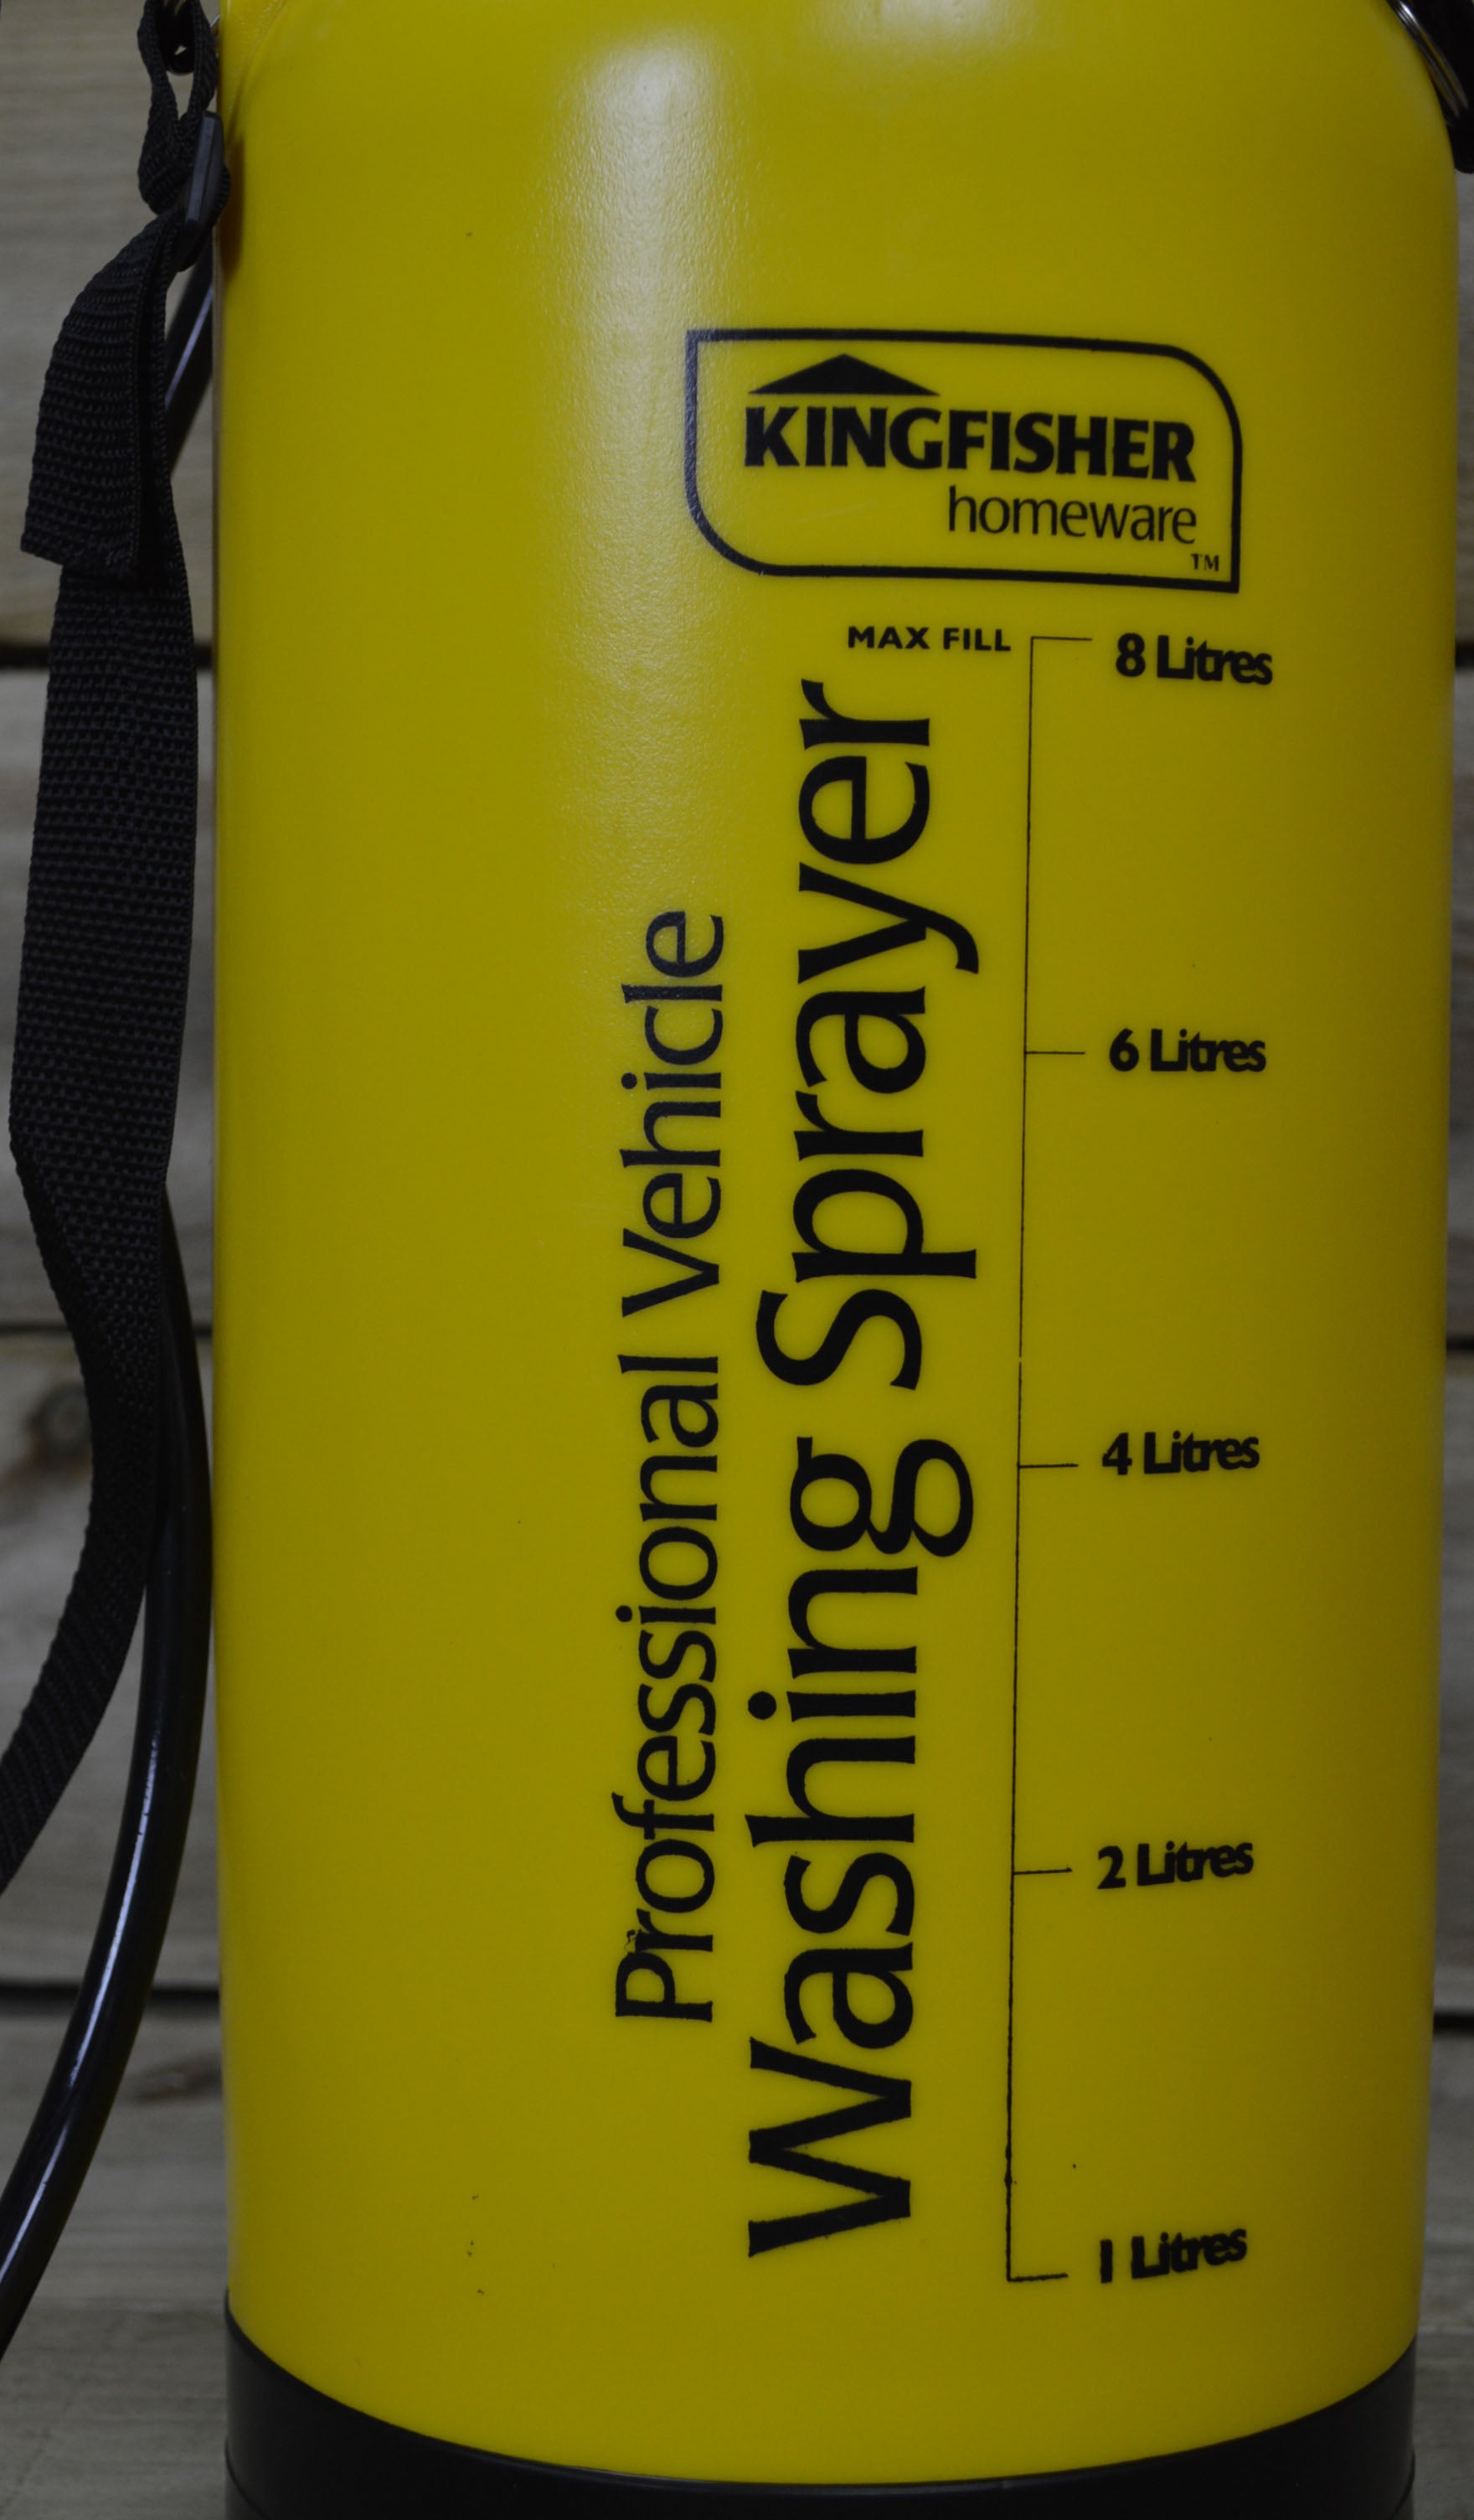 KINGFISHER
homeware
TM
MAX FILL
8 Litres
6 Litres
4 Litres
2 Litres
1 Litres
Professional Vehicle
Washing Sprayer